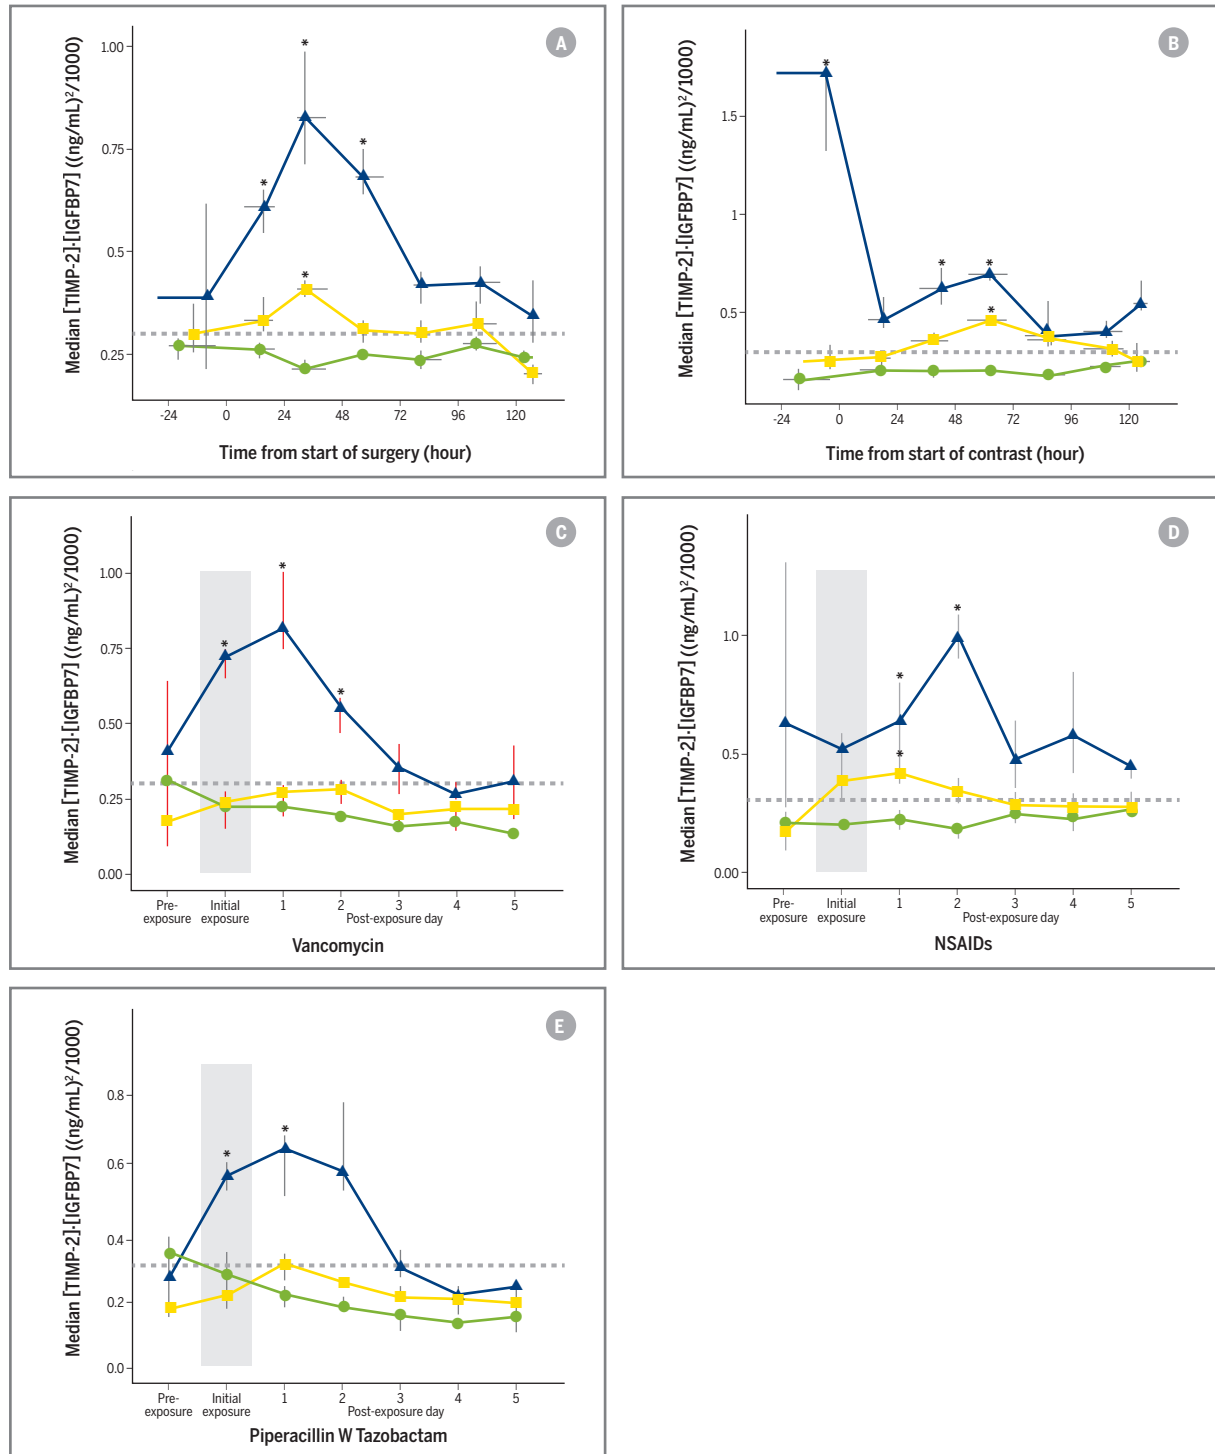 A
Median [TIMP-2]·[IGFBP7] ((ng/mL)²/1000)
1.00
0.75
0.5
0.25
*
*
*
*
-24 0 24 48 72 96 120
Time from start of surgery (hour)
B
Median [TIMP-2]·[IGFBP7] ((ng/mL)²/1000)
1.5
1
0.5
*
*
*
*
-24 0 24 48 72 96 120
Time from start of contrast (hour)
C
Median [TIMP-2]·[IGFBP7] ((ng/mL)²/1000)
1.00
0.75
0.50
0.25
0.00
*
*
*
Pre-exposure Initial exposure 1 2 3 4 5
Post-exposure day
Vancomycin
D
Median [TIMP-2]·[IGFBP7] ((ng/mL)²/1000)
1.0
0.5
0.00
*
*
*
Pre-exposure Initial exposure 1 2 3 4 5
Post-exposure day
NSAIDs
E
Median [TIMP-2]·[IGFBP7] ((ng/mL)²/1000)
0.8
0.6
0.4
0.2
0.0
*
*
Pre-exposure Initial exposure 1 2 3 4 5
Post-exposure day
Piperacillin W Tazobactam